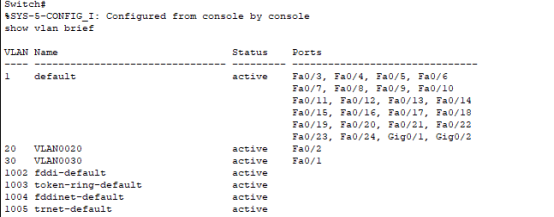 Switch#
%SYS-5-CONFIG_I: Configured from console by console
show vlan brief
VLAN Name                             Status    Ports
---- -------------------------------- --------- -------------------------------
1    default                          active    Fa0/3, Fa0/4, Fa0/5, Fa0/6
                                                Fa0/7, Fa0/8, Fa0/9, Fa0/10
                                                Fa0/11, Fa0/12, Fa0/13, Fa0/14
                                                Fa0/15, Fa0/16, Fa0/17, Fa0/18
                                                Fa0/19, Fa0/20, Fa0/21, Fa0/22
                                                Fa0/23, Fa0/24, Gig0/1, Gig0/2
20   VLAN0020                         active    Fa0/2
30   VLAN0030                         active    Fa0/1
1002 fddi-default                     active
1003 token-ring-default               active
1004 fddinet-default                  active
1005 trnet-default                    active